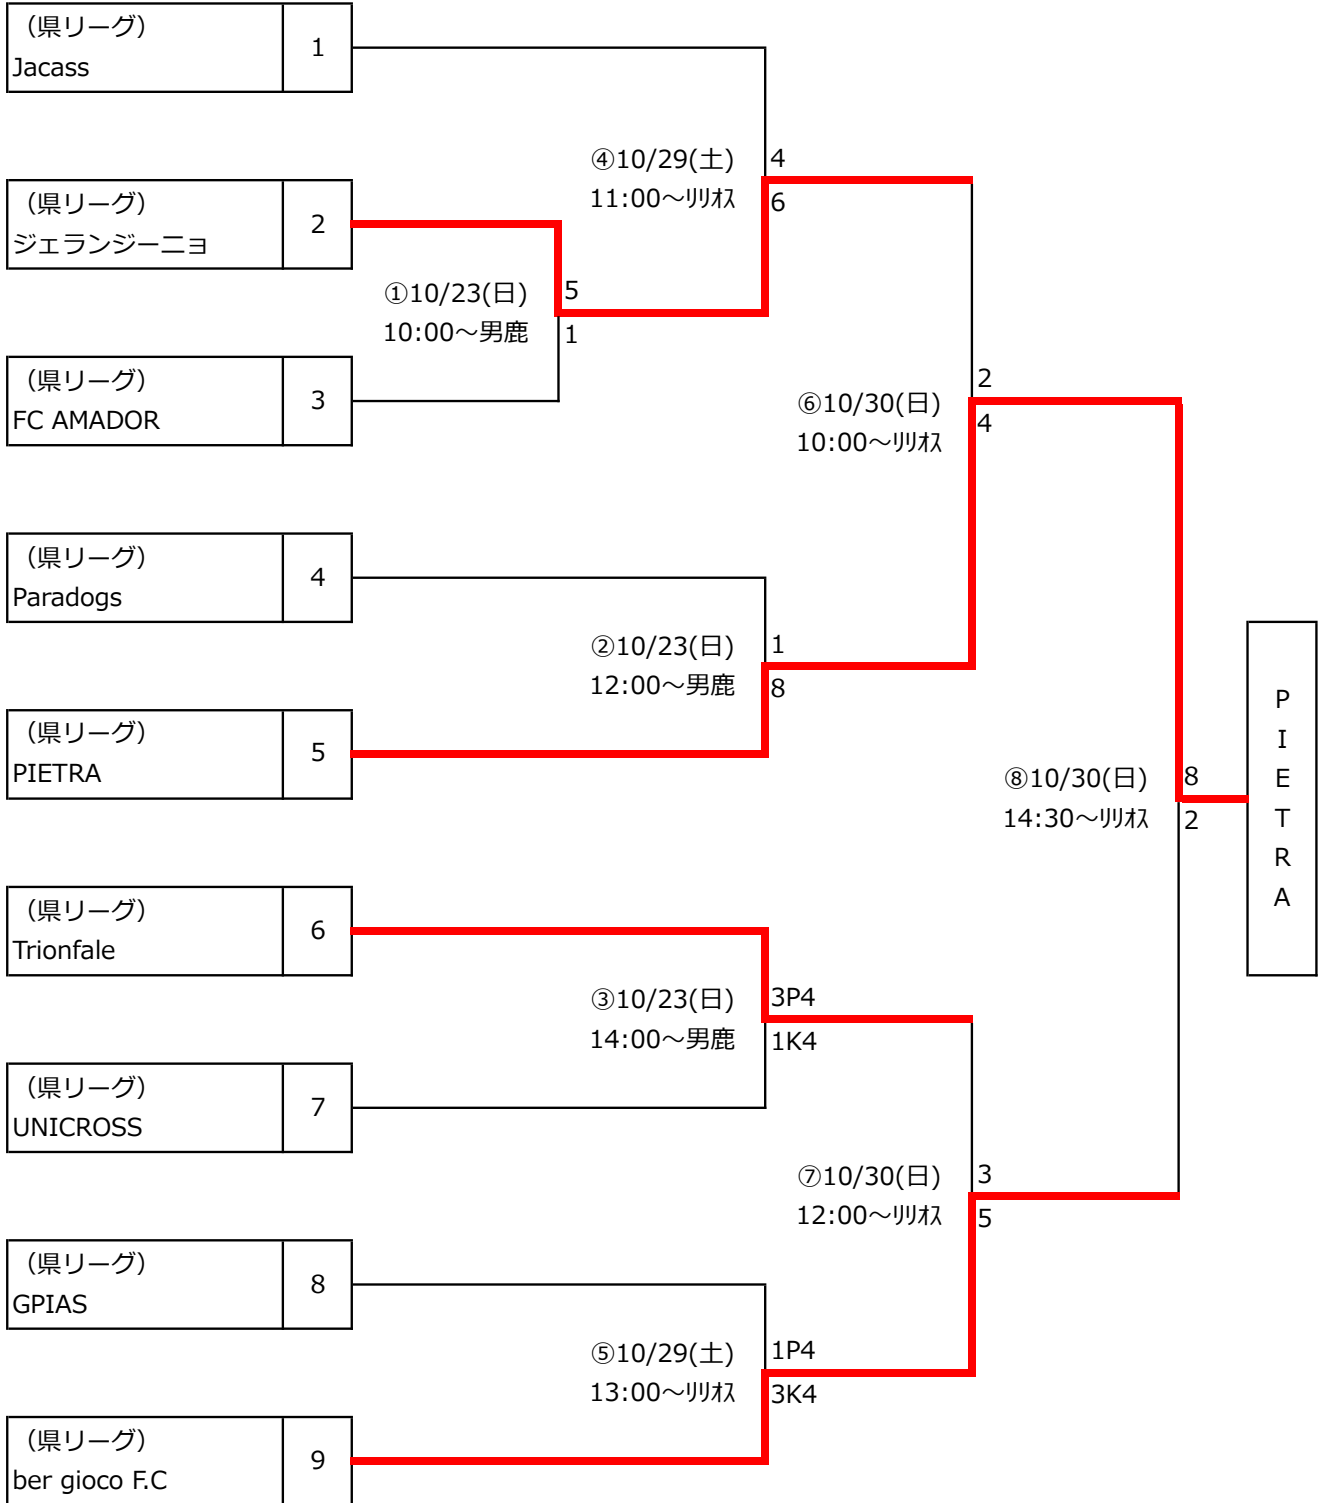 （県リーグ）
Jacass
1
④10/29(土)
11:00～ﾘﾘｵｽ
4
6
（県リーグ）
ジェランジーニョ
2
①10/23(日)
10:00～男鹿
5
1
（県リーグ）
FC AMADOR
3
⑥10/30(日)
10:00～ﾘﾘｵｽ
2
4
（県リーグ）
Paradogs
4
②10/23(日)
12:00～男鹿
1
8
（県リーグ）
PIETRA
5
⑧10/30(日)
14:30～ﾘﾘｵｽ
8
2
P
I
E
T
R
A
（県リーグ）
Trionfale
6
③10/23(日)
14:00～男鹿
3P4
1K4
（県リーグ）
UNICROSS
7
⑦10/30(日)
12:00～ﾘﾘｵｽ
3
5
（県リーグ）
GPIAS
8
⑤10/29(土)
13:00～ﾘﾘｵｽ
1P4
3K4
（県リーグ）
ber gioco F.C
9